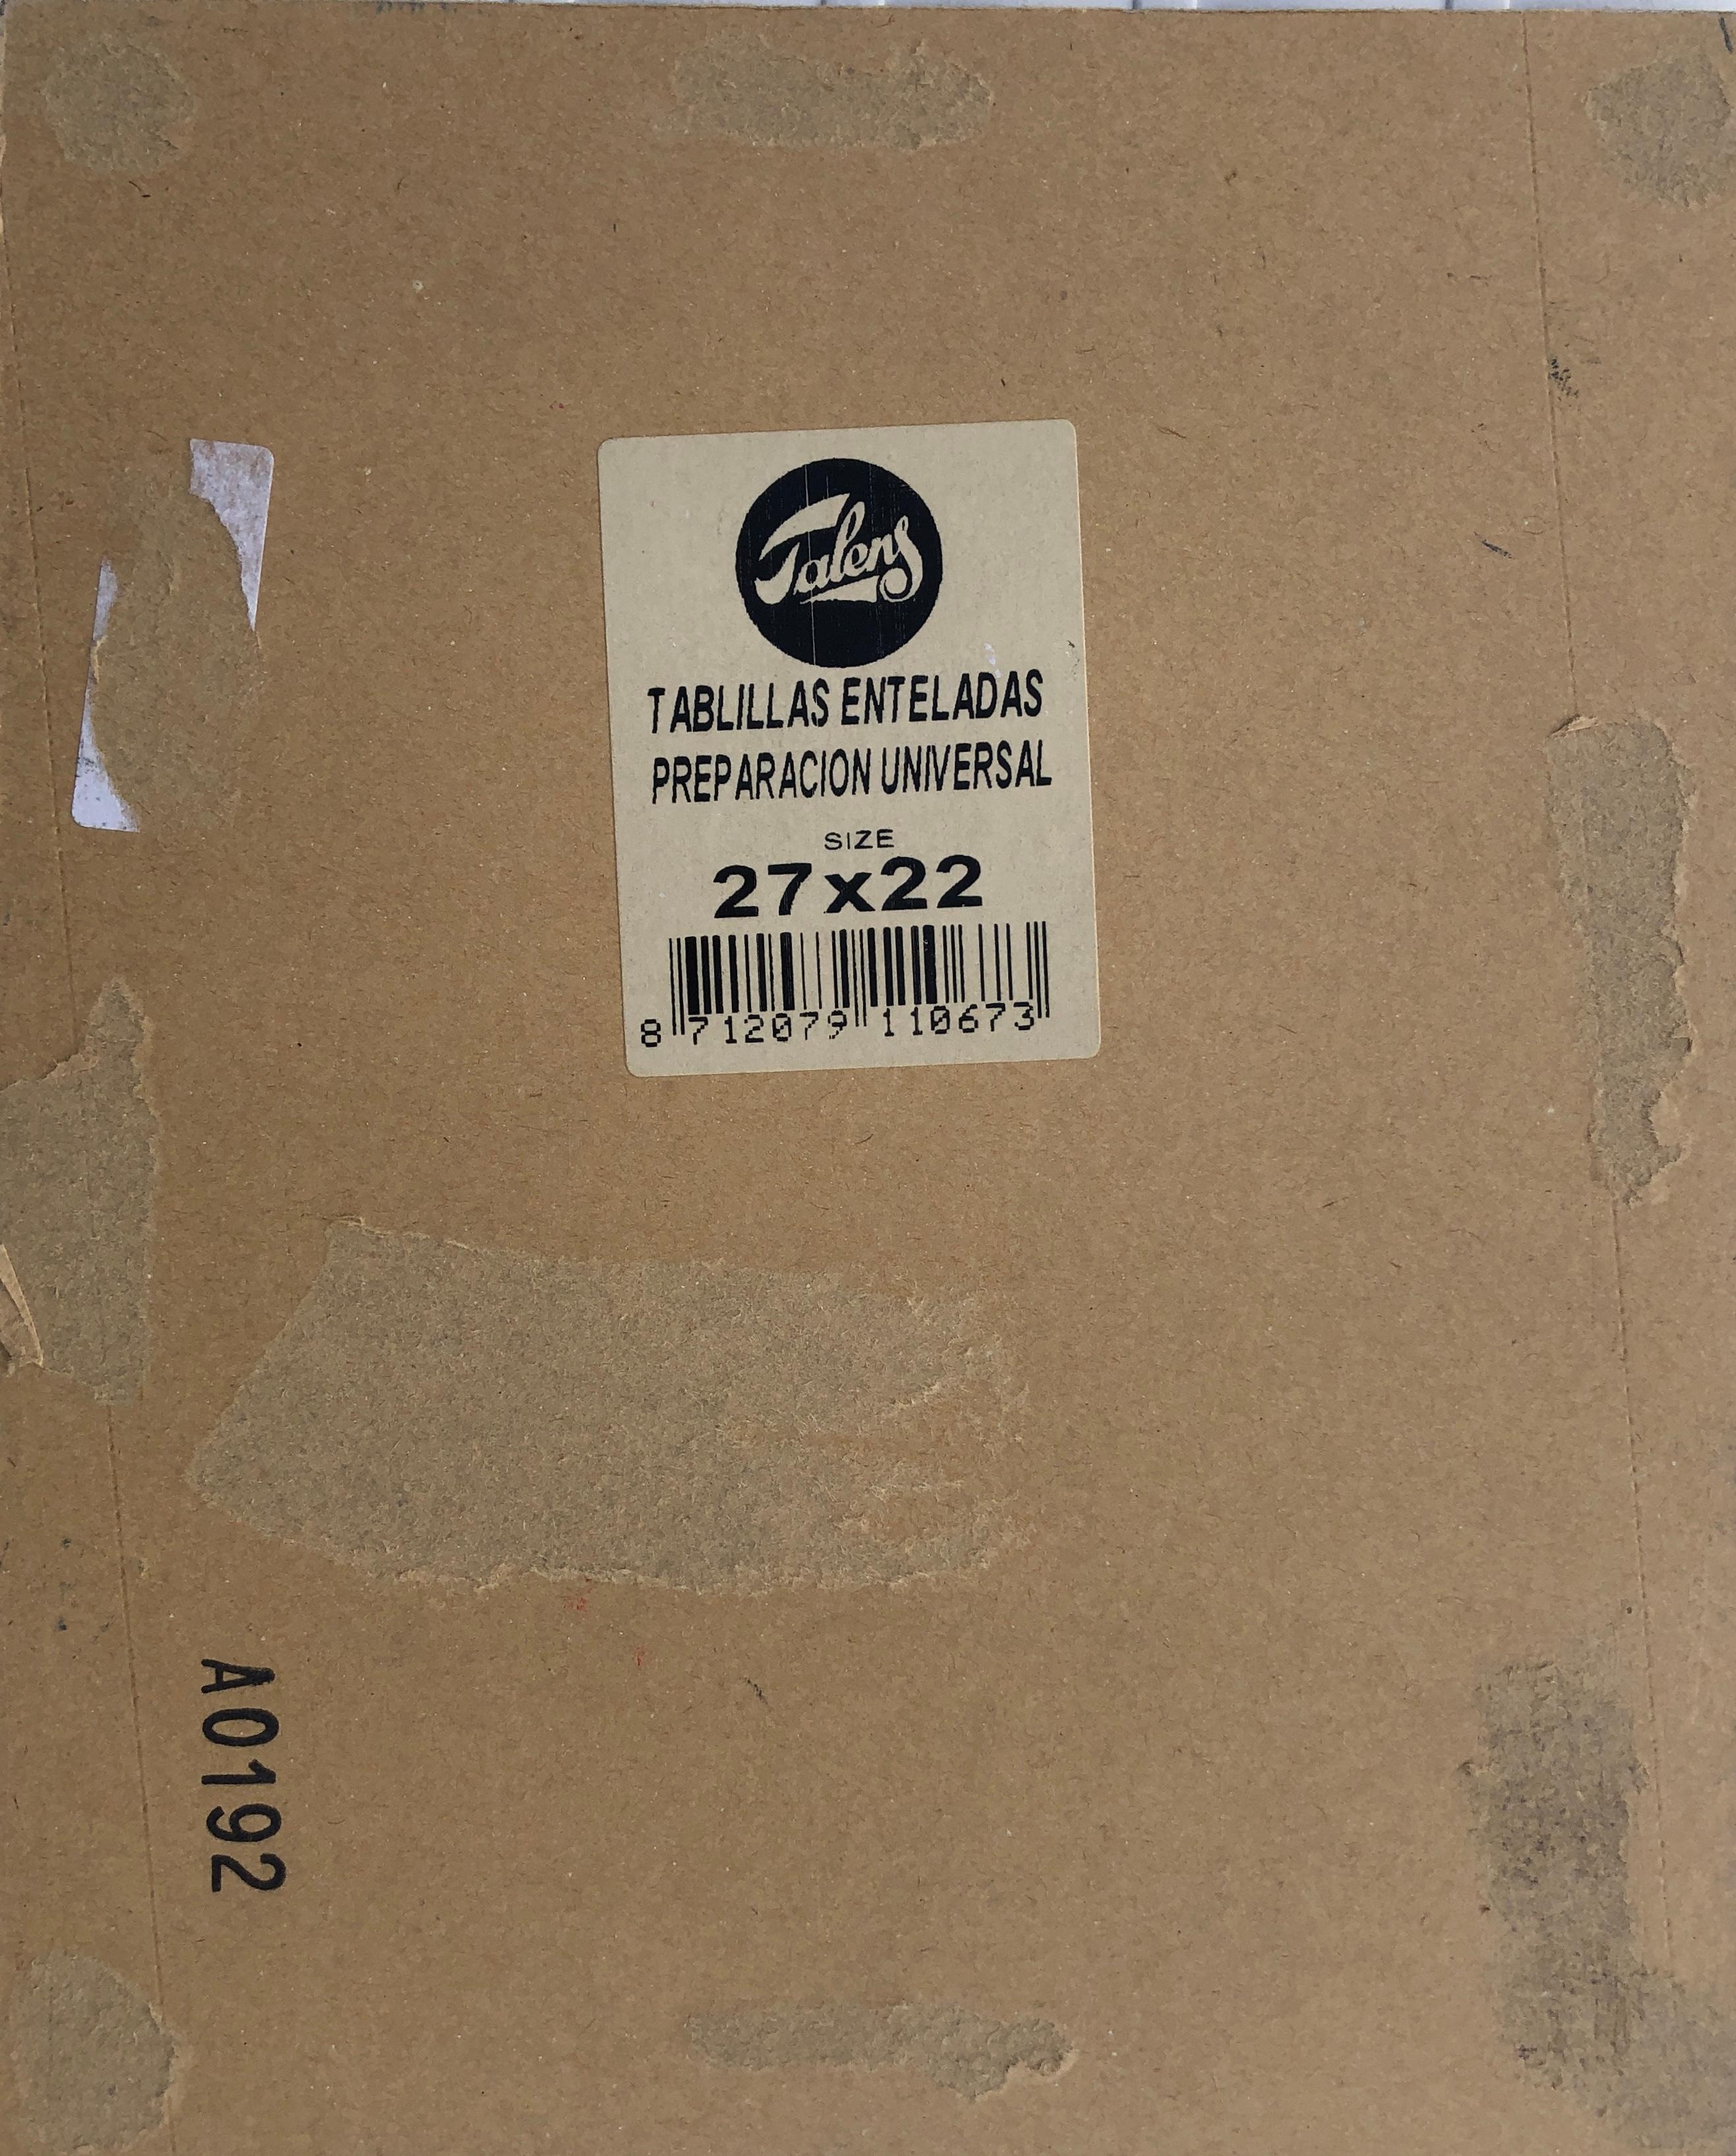 Talens
TABLILLAS ENTELADAS
PREPARACION UNIVERSAL
SIZE
27x22
8 712079 110673
A0192